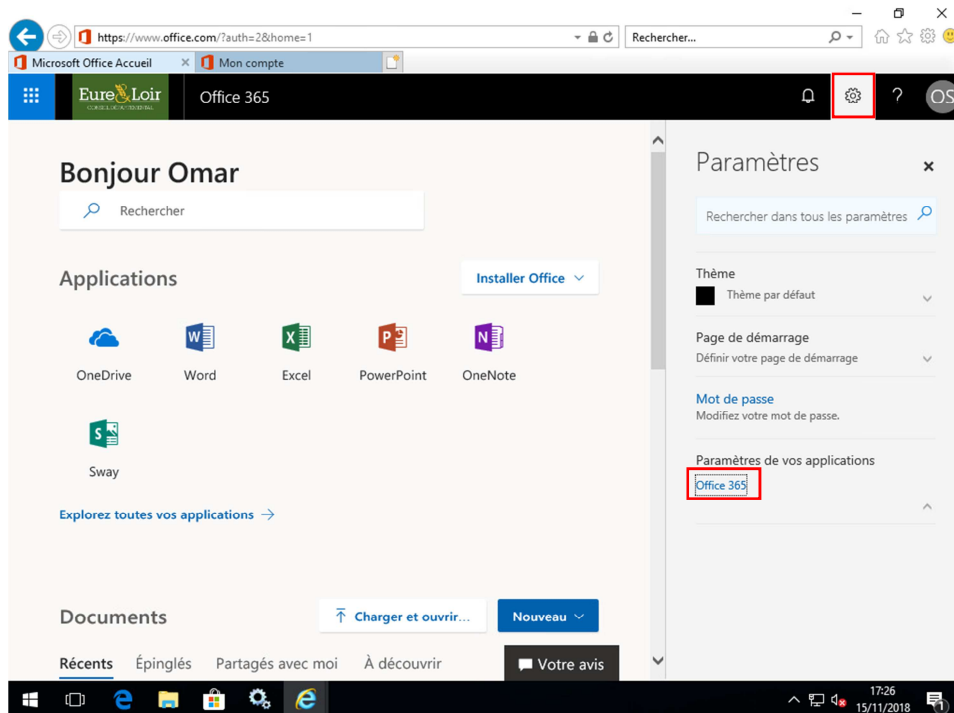 https://www.office.com/?auth=2&home=1
Rechercher...
Microsoft Office Accueil
Mon compte
Eure&Loir
CONSEIL DÉPARTEMENTAL
Office 365
?
OS
Bonjour Omar
Rechercher
Applications
Installer Office
OneDrive
Word
Excel
PowerPoint
OneNote
Sway
Explorez toutes vos applications →
Documents
Charger et ouvrir...
Nouveau
Récents
Épinglés
Partagés avec moi
À découvrir
Votre avis
Paramètres
Rechercher dans tous les paramètres
Thème
Thème par défaut
Page de démarrage
Définir votre page de démarrage
Mot de passe
Modifiez votre mot de passe.
Paramètres de vos applications
Office 365
17:26
15/11/2018
1